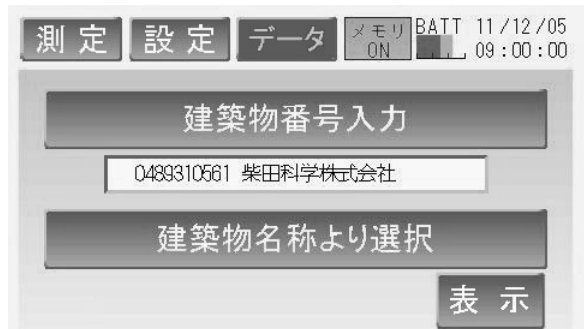 測定 設定 データ メモリ BATT 11/12/05
ON 09:00:00
建築物番号入力
0489310561 柴田科学株式会社
建築物名称より選択
表示